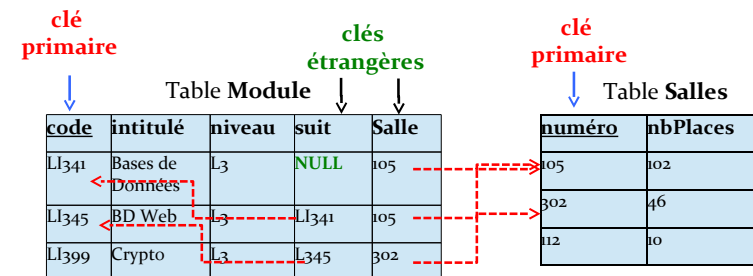 clé
primaire
clés
étrangères
clé
primaire
Table Module
Table Salles
code intitulé niveau suit Salle
LI341 Bases de Données L3 NULL 105
LI345 BD Web L3 LI341 105
LI399 Crypto L3 L345 302
numéro nbPlaces
105 102
302 46
112 10